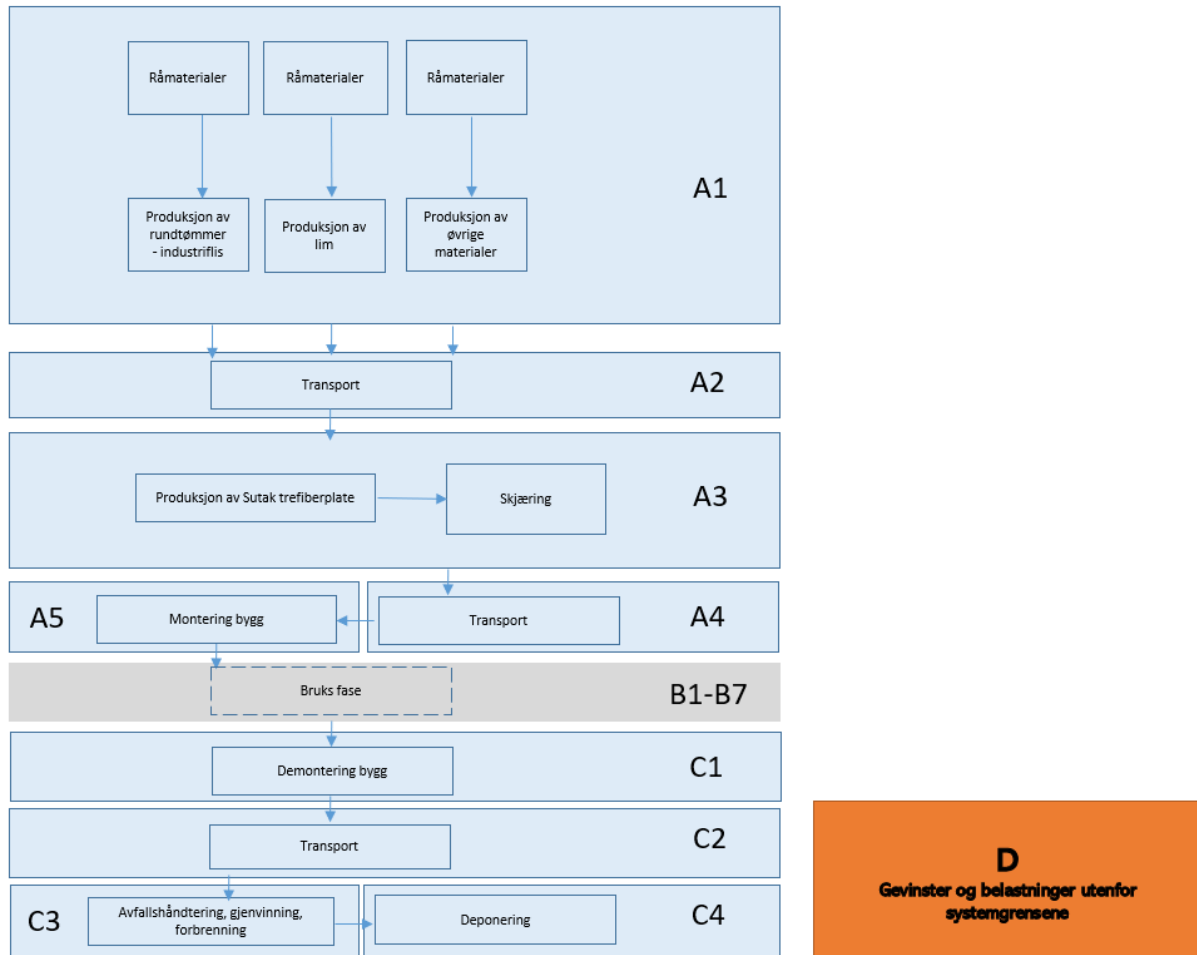 Råmaterialer
Råmaterialer
Råmaterialer
A1
Produksjon av
rundtømmer
- industriflis
Produksjon av
lim
Produksjon av
øvrige
materialer
Transport
A2
Produksjon av Sutak trefiberplate
Skjæring
A3
A5
Montering bygg
Transport
A4
Bruks fase
B1-B7
Demontering bygg
C1
Transport
C2
C3
Avfallshåndtering, gjenvinning,
forbrenning
Deponering
C4
D
Gevinster og belastninger utenfor
systemgrensene